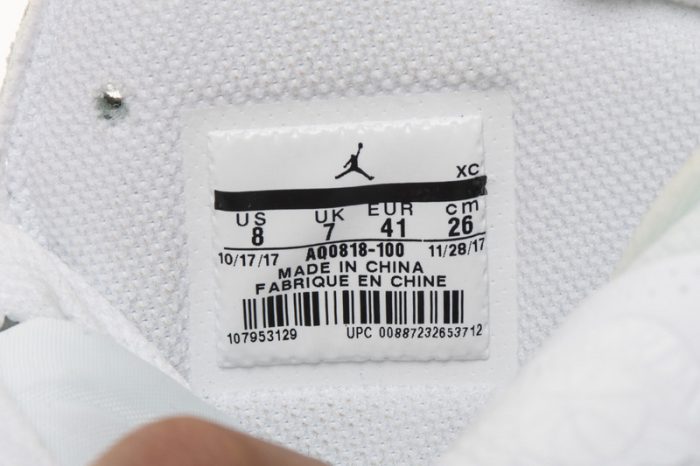 XC
US UK EUR cm
8 7 41 26
10/17/17 AQ0818-100 11/28/17
MADE IN CHINA
FABRIQUE EN CHINE
107953129 UPC 00887232653712